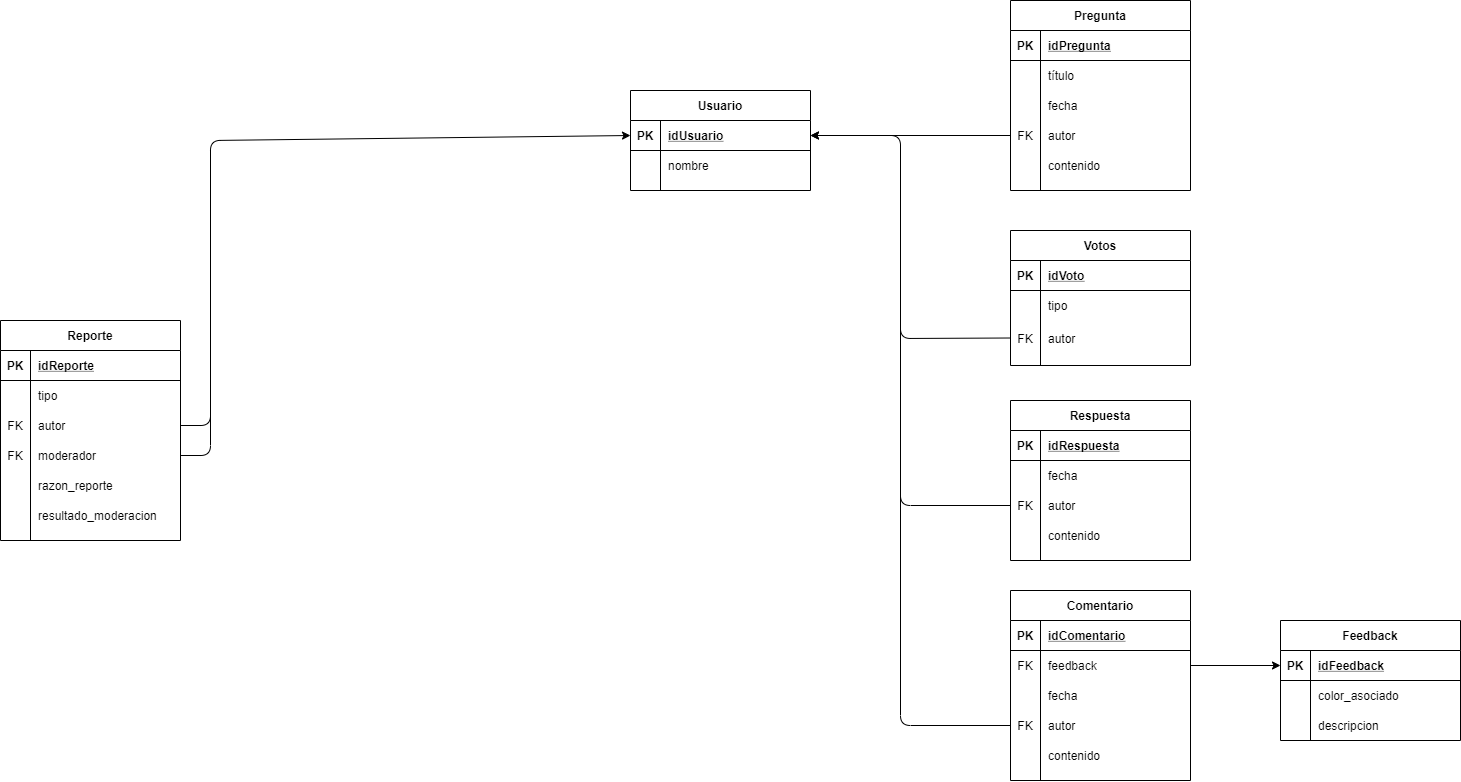 Pregunta
PK idPregunta
título
fecha
FK autor
contenido
Usuario
PK idUsuario
nombre
Votos
PK idVoto
tipo
FK autor
Reporte
PK idReporte
tipo
FK autor
FK moderador
razon_reporte
resultado_moderacion
Respuesta
PK idRespuesta
fecha
FK autor
contenido
Comentario
PK idComentario
FK feedback
fecha
FK autor
contenido
Feedback
PK idFeedback
color_asociado
descripcion